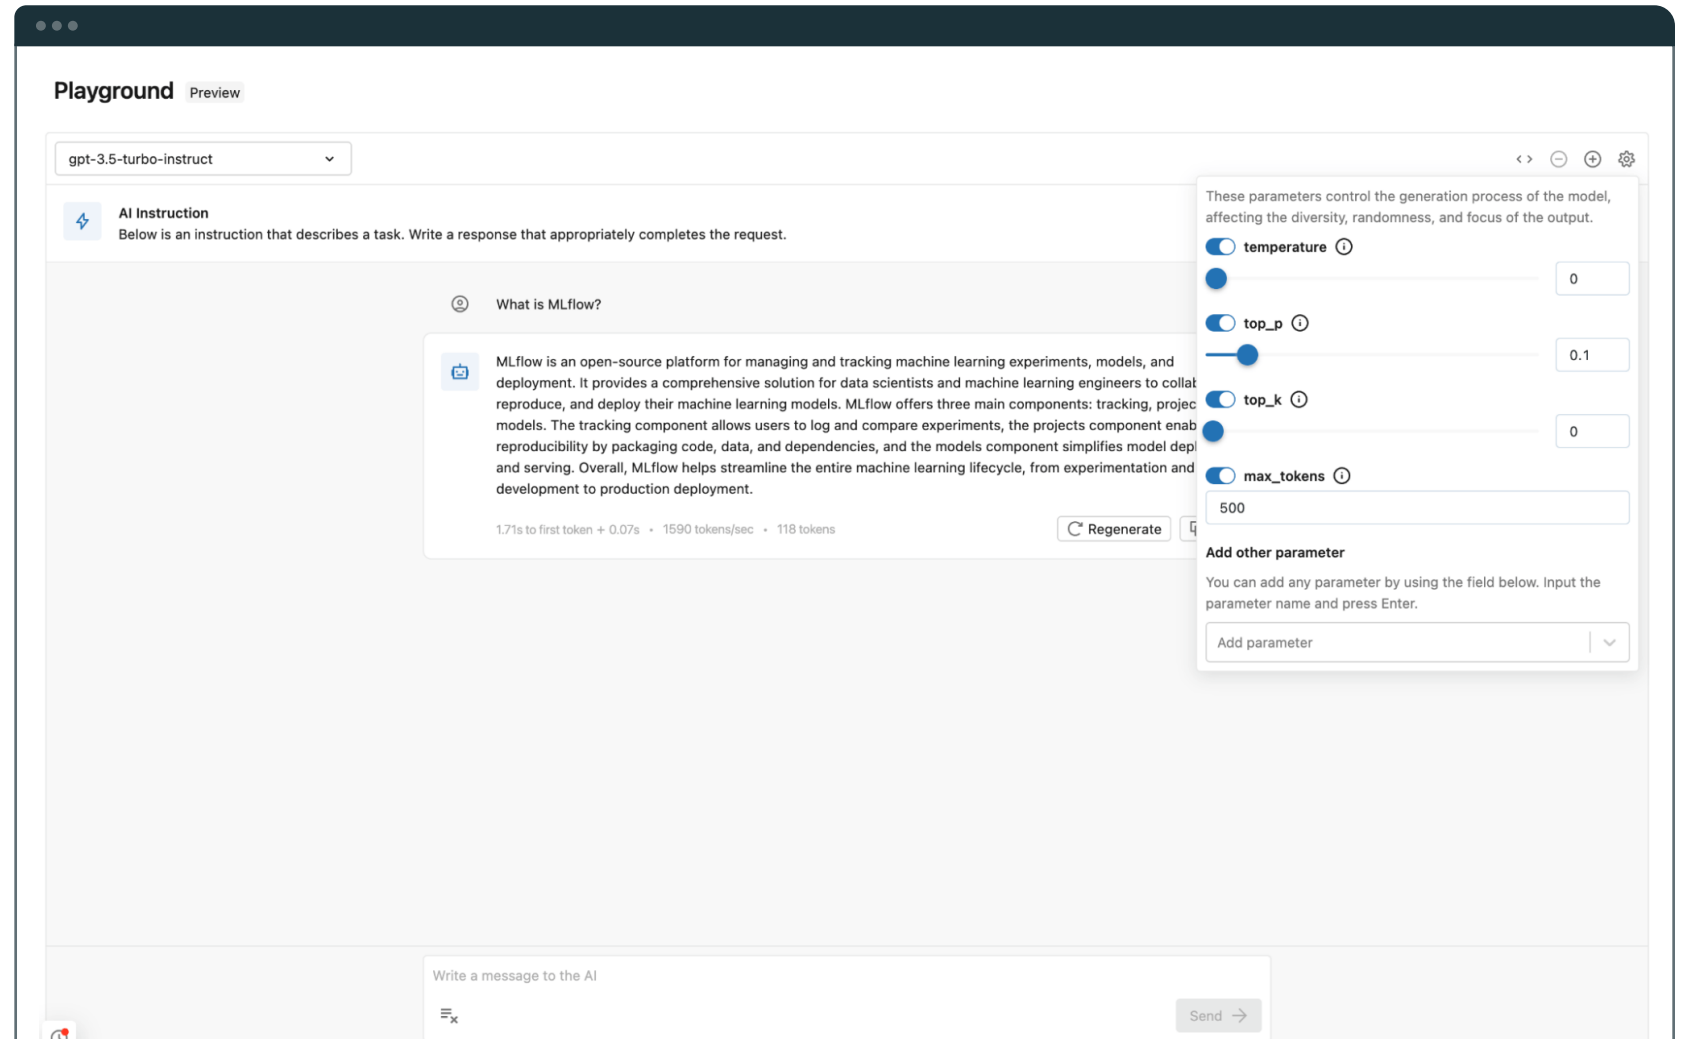 Playground Preview
gpt-3.5-turbo-instruct
AI Instruction
Below is an instruction that describes a task. Write a response that appropriately completes the request.
What is MLflow?
MLflow is an open-source platform for managing and tracking machine learning experiments, models, and
deployment. It provides a comprehensive solution for data scientists and machine learning engineers to collab
reproduce, and deploy their machine learning models. MLflow offers three main components: tracking, projec
models. The tracking component allows users to log and compare experiments, the projects component enab
reproducibility by packaging code, data, and dependencies, and the models component simplifies model depl
and serving. Overall, MLflow helps streamline the entire machine learning lifecycle, from experimentation and
development to production deployment.
1.71s to first token + 0.07s • 1590 tokens/sec • 118 tokens
Regenerate
These parameters control the generation process of the model,
affecting the diversity, randomness, and focus of the output.
temperature
0
top_p
0.1
top_k
0
max_tokens
500
Add other parameter
You can add any parameter by using the field below. Input the
parameter name and press Enter.
Add parameter
Write a message to the AI
Send